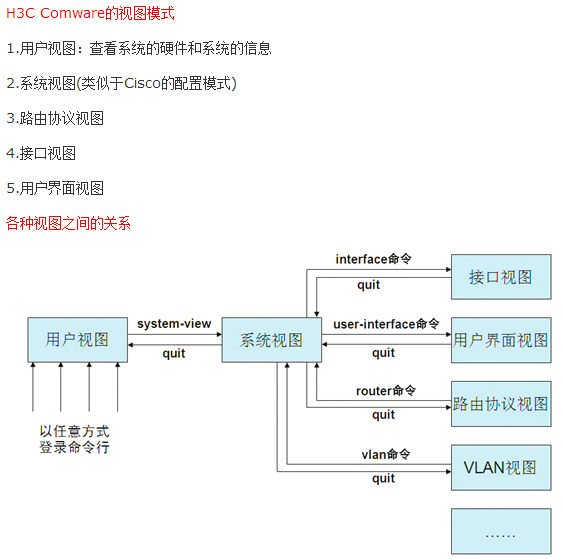 H3C Comware的视图模式
1.用户视图：查看系统的硬件和系统的信息
2.系统视图(类似于Cisco的配置模式)
3.路由协议视图
4.接口视图
5.用户界面视图
各种视图之间的关系
interface命令
quit
接口视图
用户视图
system-view
quit
系统视图
user-interface命令
quit
用户界面视图
router命令
quit
路由协议视图
以任意方式
登录命令行
vlan命令
quit
VLAN视图
……